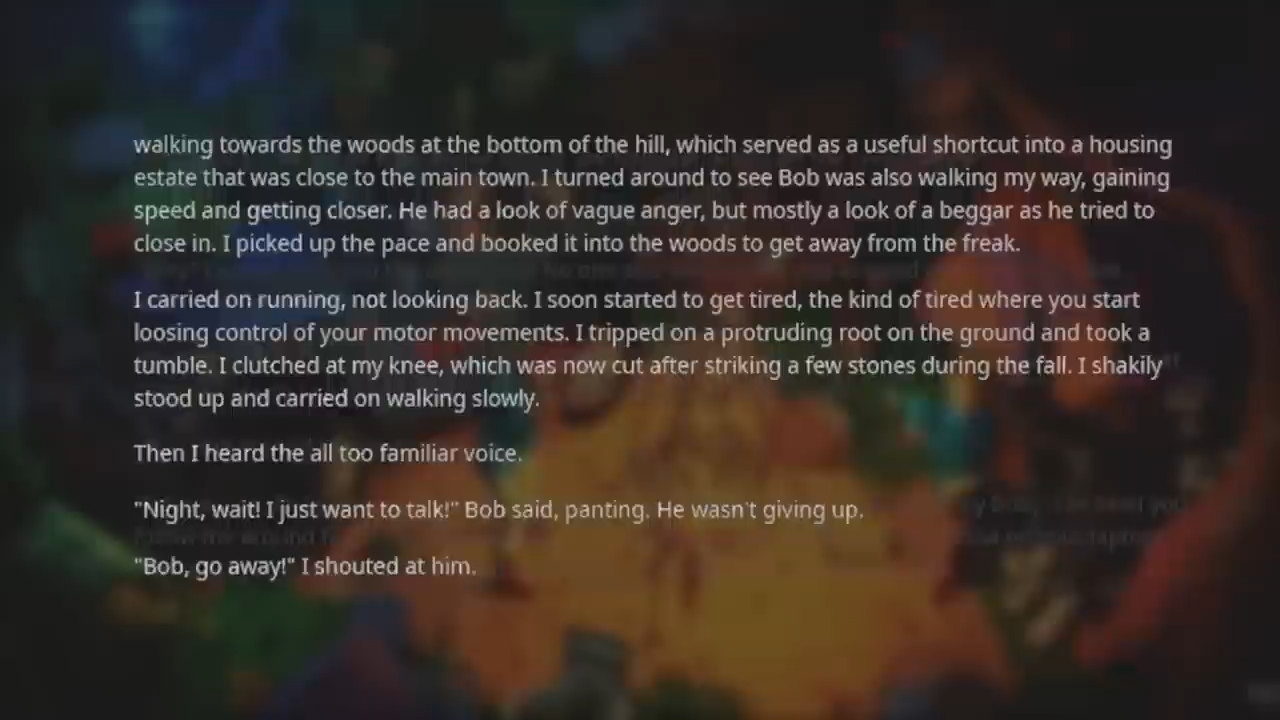 walking towards the woods at the bottom of the hill, which served as a useful shortcut into a housing
estate that was close to the main town. I turned around to see Bob was also walking my way, gaining
speed and getting closer. He had a look of vague anger, but mostly a look of a beggar as he tried to
close in. I picked up the pace and booked it into the woods to get away from the freak.
I carried on running, not looking back. I soon started to get tired, the kind of tired where you start
loosing control of your motor movements. I tripped on a protruding root on the ground and took a
tumble. I clutched at my knee, which was now cut after striking a few stones during the fall. I shakily
stood up and carried on walking slowly.
Then I heard the all too familiar voice.
"Night, wait! I just want to talk!" Bob said, panting. He wasn't giving up.
"Bob, go away!" I shouted at him.